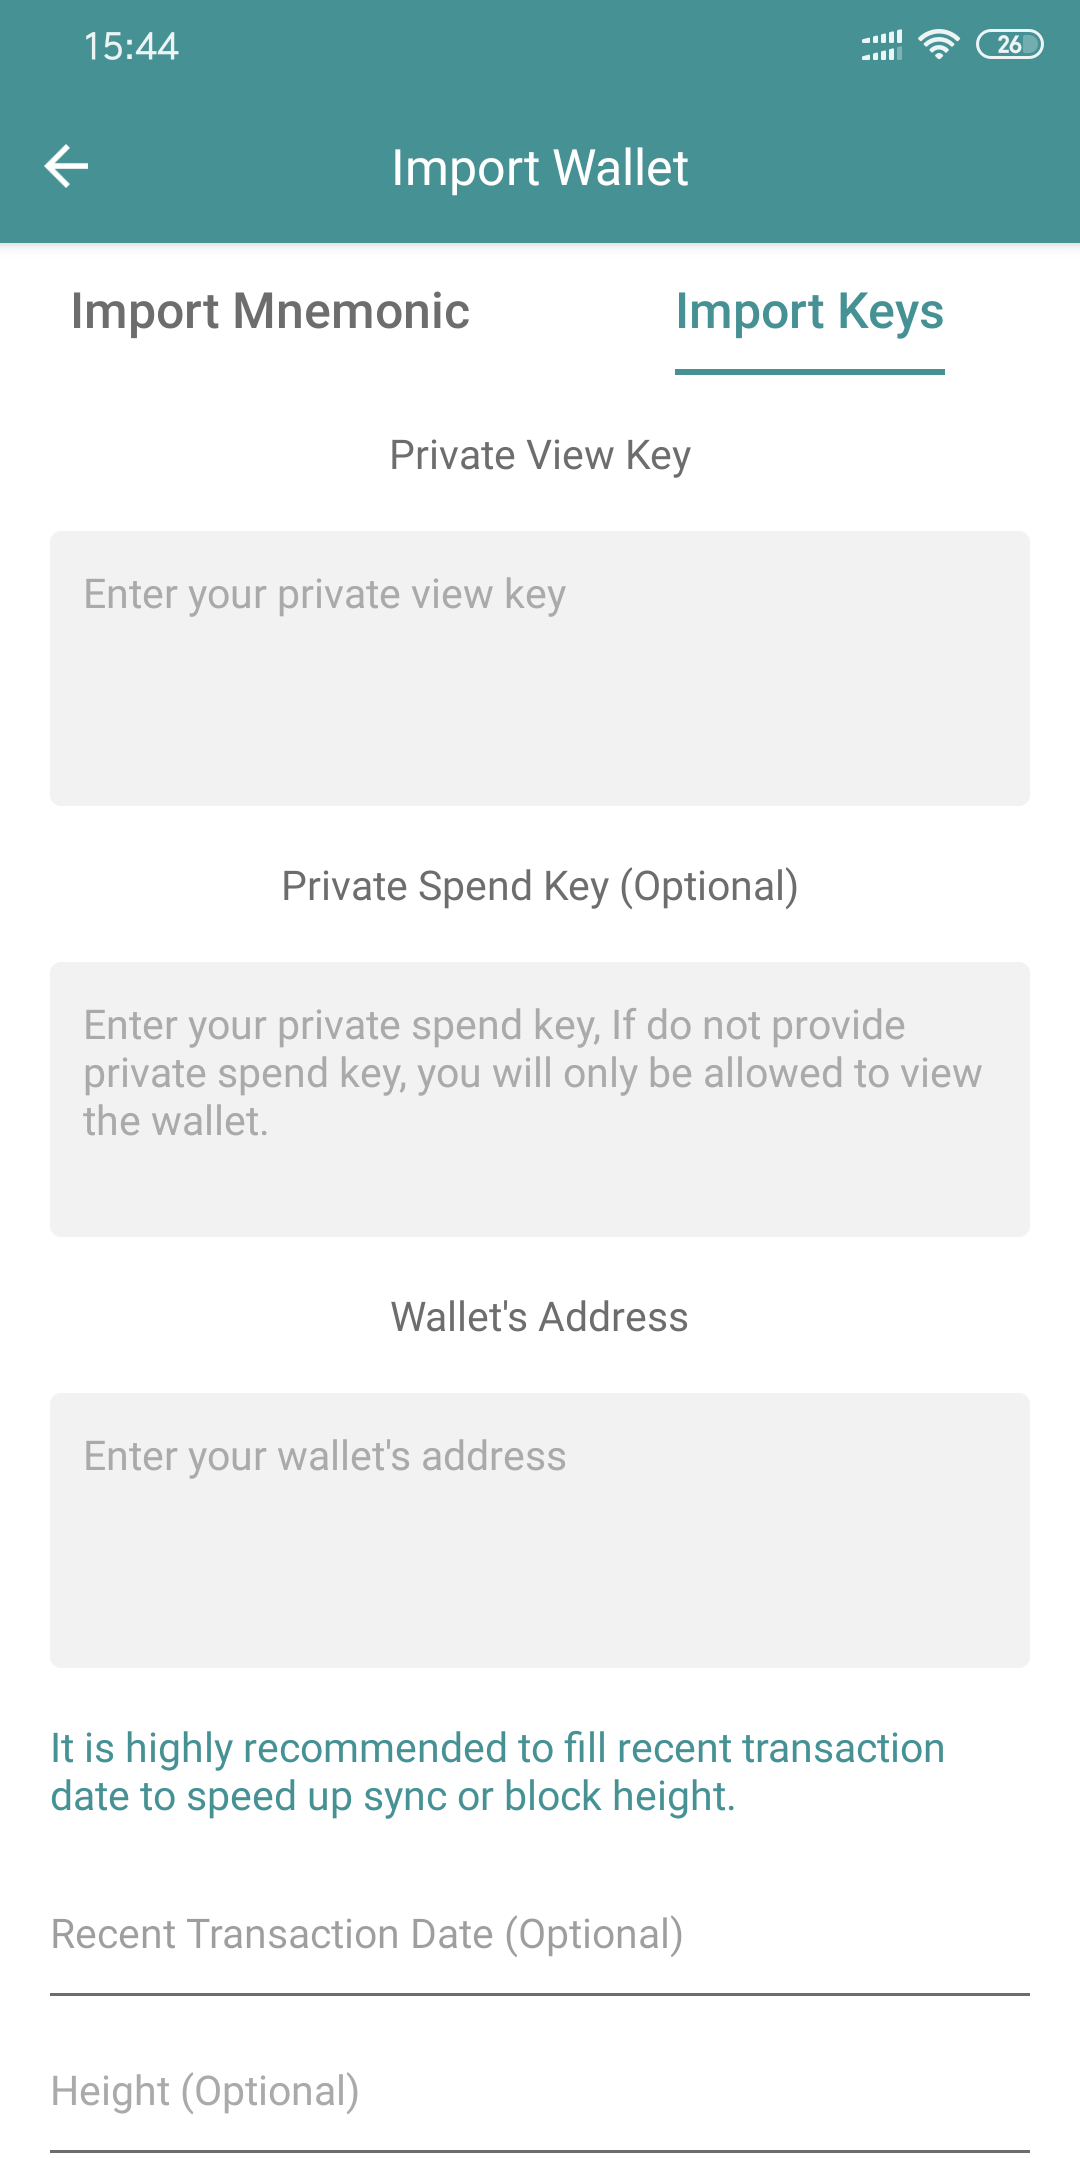 15:44
26
Import Wallet
Import Mnemonic
Import Keys
Private View Key
Enter your private view key
Private Spend Key (Optional)
Enter your private spend key, If do not provide
private spend key, you will only be allowed to view
the wallet.
Wallet's Address
Enter your wallet's address
It is highly recommended to fill recent transaction
date to speed up sync or block height.
Recent Transaction Date (Optional)
Height (Optional)